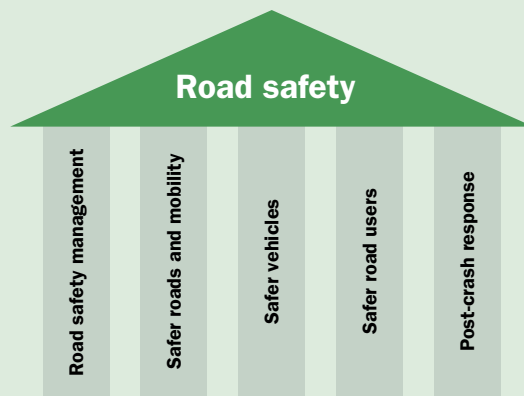 Road safety
Road safety management
Safer roads and mobility
Safer vehicles
Safer road users
Post-crash response